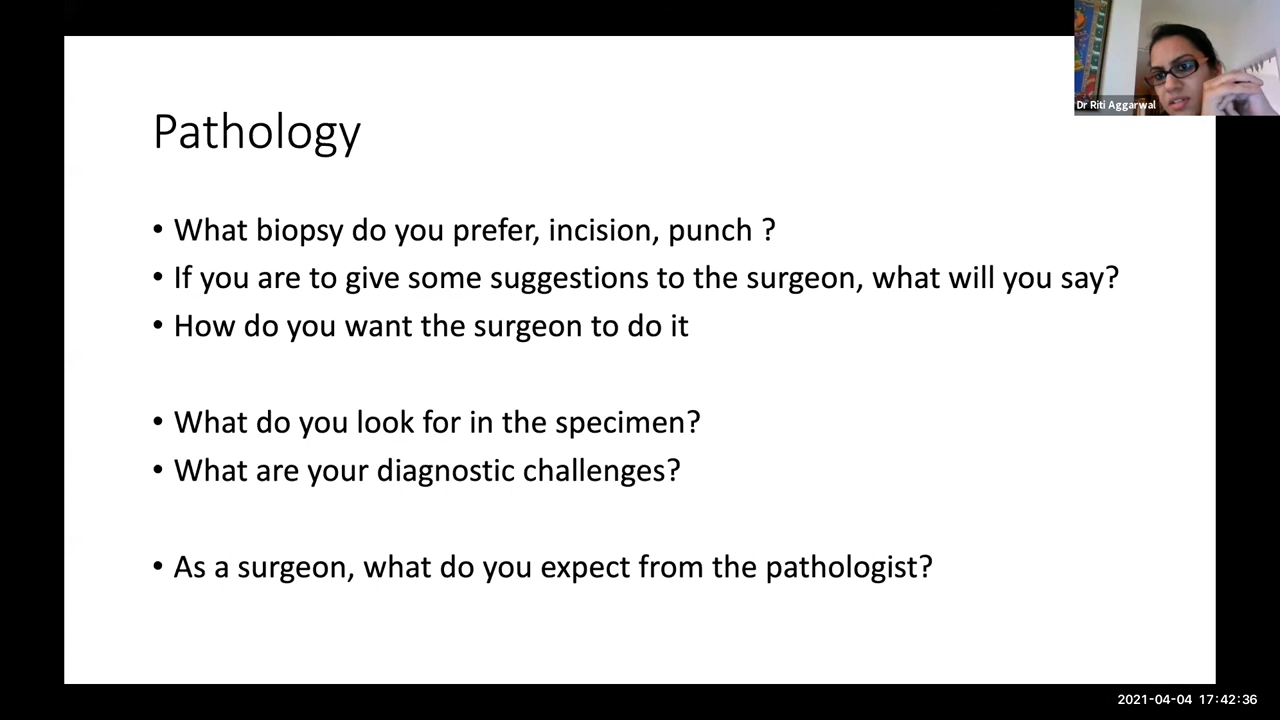 Dr Riti Aggarwal
Pathology
• What biopsy do you prefer, incision, punch ?
• If you are to give some suggestions to the surgeon, what will you say?
• How do you want the surgeon to do it
• What do you look for in the specimen?
• What are your diagnostic challenges?
• As a surgeon, what do you expect from the pathologist?
2021-04-04 17:42:36